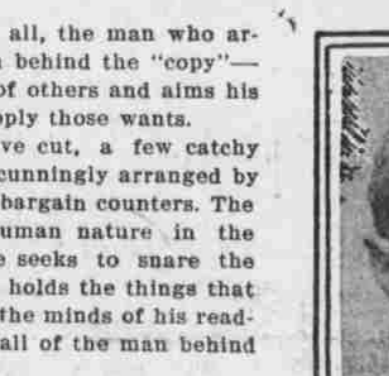 all, the man who ar-
behind the "copy"—
of others and aims his
pply those wants.
ve cut, a few catchy
cunningly arranged by
bargain counters. The
uman nature in the
e seeks to snare the
holds the things that
the minds of his read-
all of the man behind